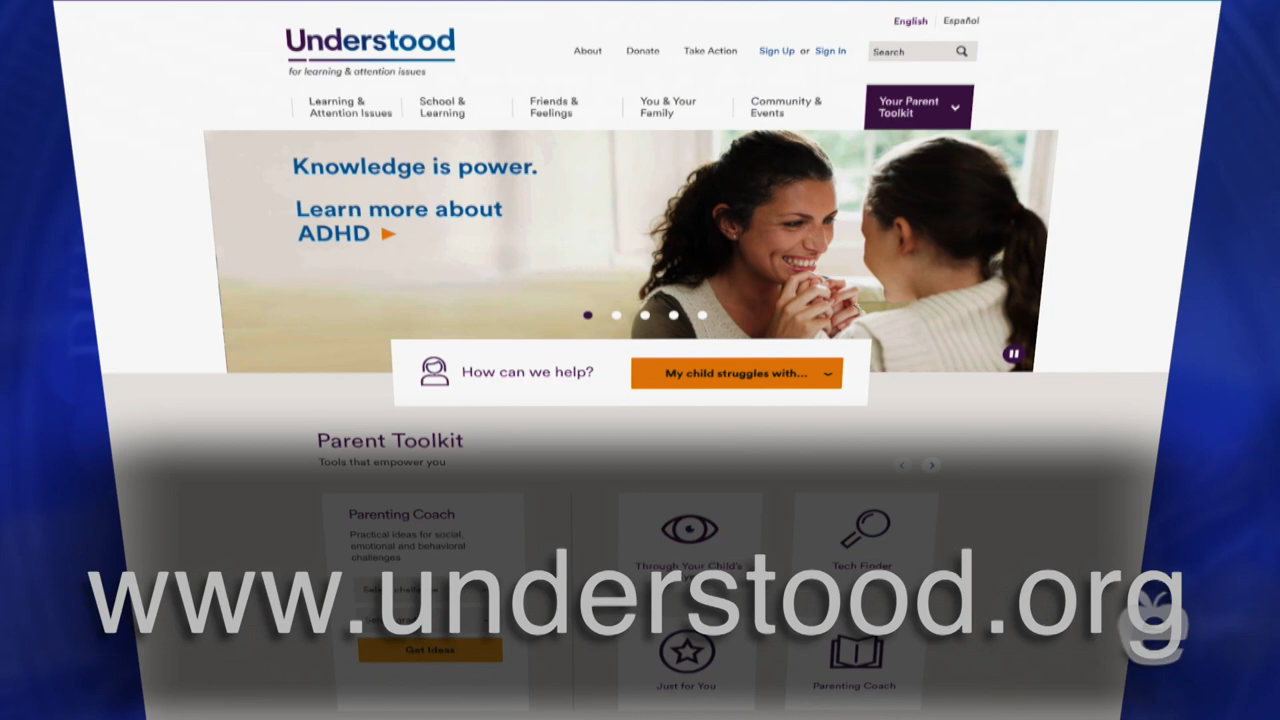 English
Español
Understood
for learning & attention issues
About
Donate
Take Action
Sign Up or Sign In
Search
Learning &
Attention Issues
School &
Learning
Friends &
Feelings
You & Your
Family
Community &
Events
Your Parent
Toolkit
Knowledge is power.
Learn more about
ADHD
How can we help?
My child struggles with...
Parent Toolkit
Tools that empower you
Parenting Coach
Practical ideas for social,
emotional and behavioral
challenges
Get Ideas
Through Your Child's
Tech Finder
www.understood.org
Just for You
Parenting Coach